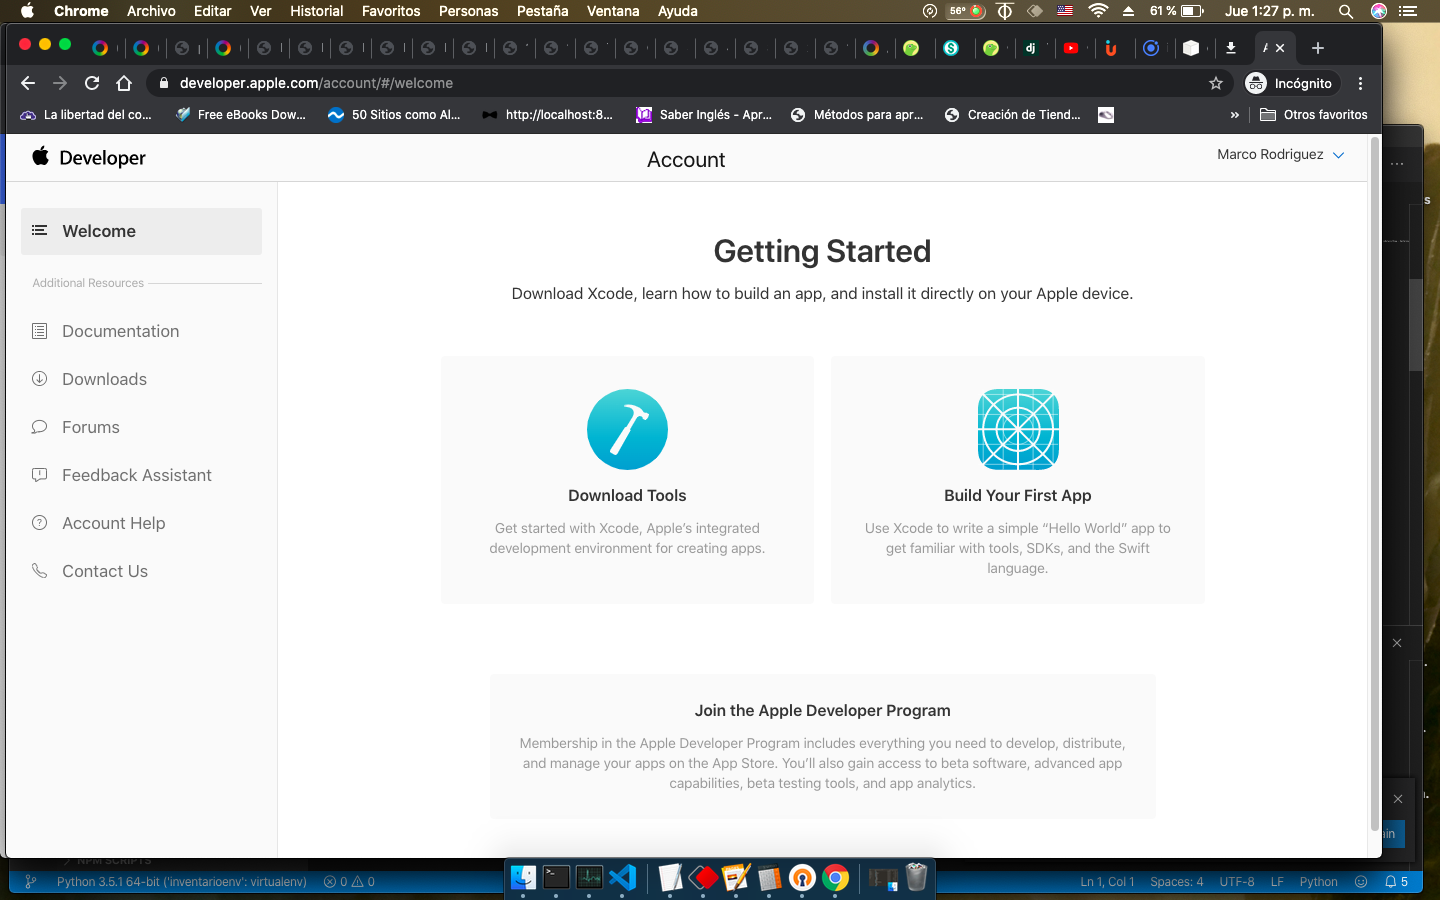 Chrome Archivo Editar Ver Historial Favoritos Personas Pestaña Ventana Ayuda 56° 61 % Jue 1:27 p. m.
developer.apple.com/account/#/welcome Incógnito
La libertad del co... Free eBooks Dow... 50 Sitios como Al... http://localhost:8... Saber Inglés - Apr... Métodos para apr... Creación de Tiend... » Otros favoritos
Developer Account Marco Rodriguez
Welcome
Additional Resources
Documentation
Downloads
Forums
Feedback Assistant
Account Help
Contact Us
Getting Started
Download Xcode, learn how to build an app, and install it directly on your Apple device.
Download Tools
Get started with Xcode, Apple's integrated
development environment for creating apps.
Build Your First App
Use Xcode to write a simple “Hello World” app to
get familiar with tools, SDKs, and the Swift
language.
Join the Apple Developer Program
Membership in the Apple Developer Program includes everything you need to develop, distribute,
and manage your apps on the App Store. You’ll also gain access to beta software, advanced app
capabilities, beta testing tools, and app analytics.
NPM SCRIPTS
Python 3.5.1 64-bit ('inventarioenv': virtualenv) 0 0 Ln 1, Col 1 Spaces: 4 UTF-8 LF Python 5